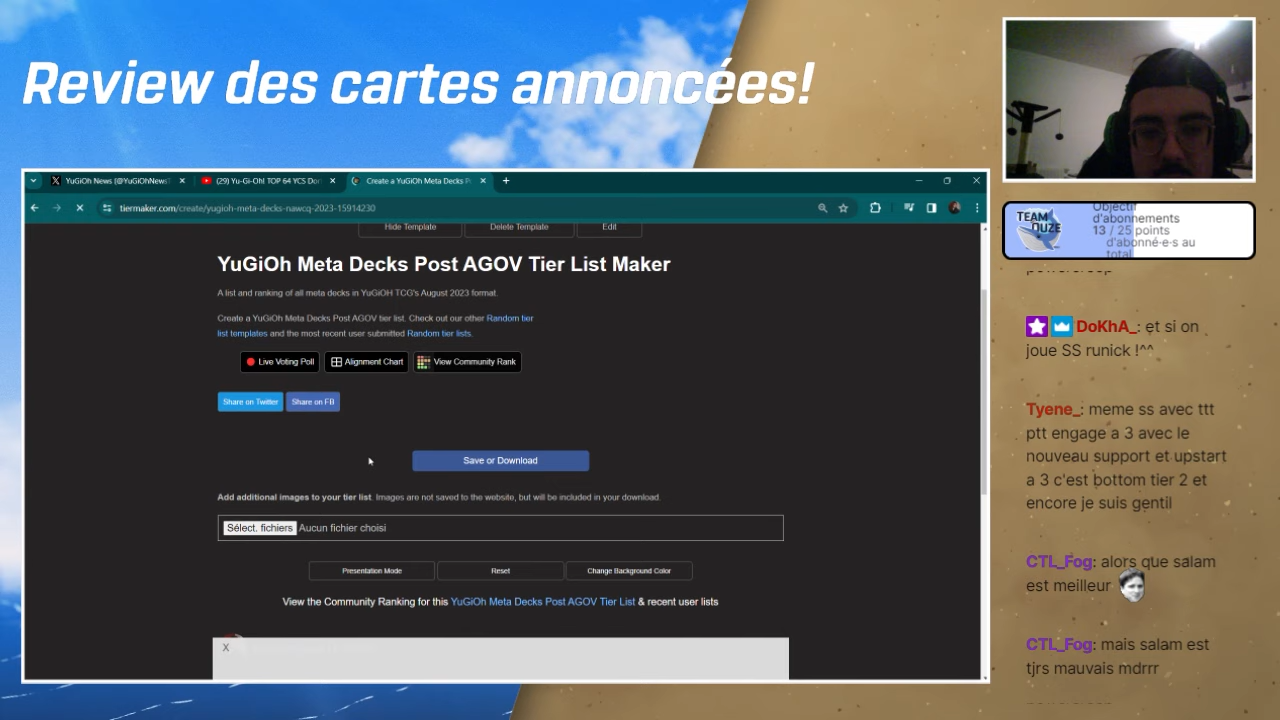 Review des cartes annoncées!
YuGiOh News (@YuGiOhNews
(29) Yu-Gi-Oh! TOP 64 YCS Dor
Create a YuGiOh Meta Decks P
tiermaker.com/create/yugioh-meta-decks-nawcq-2023-15914230
Hide Template
Delete Template
Edit
YuGiOh Meta Decks Post AGOV Tier List Maker
A list and ranking of all meta decks in YuGiOH TCG's August 2023 format.
Create a YuGiOh Meta Decks Post AGOV tier list. Check out our other Random tier
list templates and the most recent user submitted Random tier lists.
Live Voting Poll
Alignment Chart
View Community Rank
Share on Twitter
Share on FB
Save or Download
Add additional images to your tier list. Images are not saved to the website, but will be included in your download.
Sélect. fichiers Aucun fichier choisi
Presentation Mode
Reset
Change Background Color
View the Community Ranking for this YuGiOh Meta Decks Post AGOV Tier List & recent user lists
X
TEAM
OUZE
Objectif
d'abonnements
13 / 25 points
d'abonné·e·s au
total
DoKhA_: et si on
joue SS runick !^^
Tyene_: meme ss avec ttt
ptt engage a 3 avec le
nouveau support et upstart
a 3 c'est bottom tier 2 et
encore je suis gentil
CTL_Fog: alors que salam
est meilleur
CTL_Fog: mais salam est
tjrs mauvais mdrrr